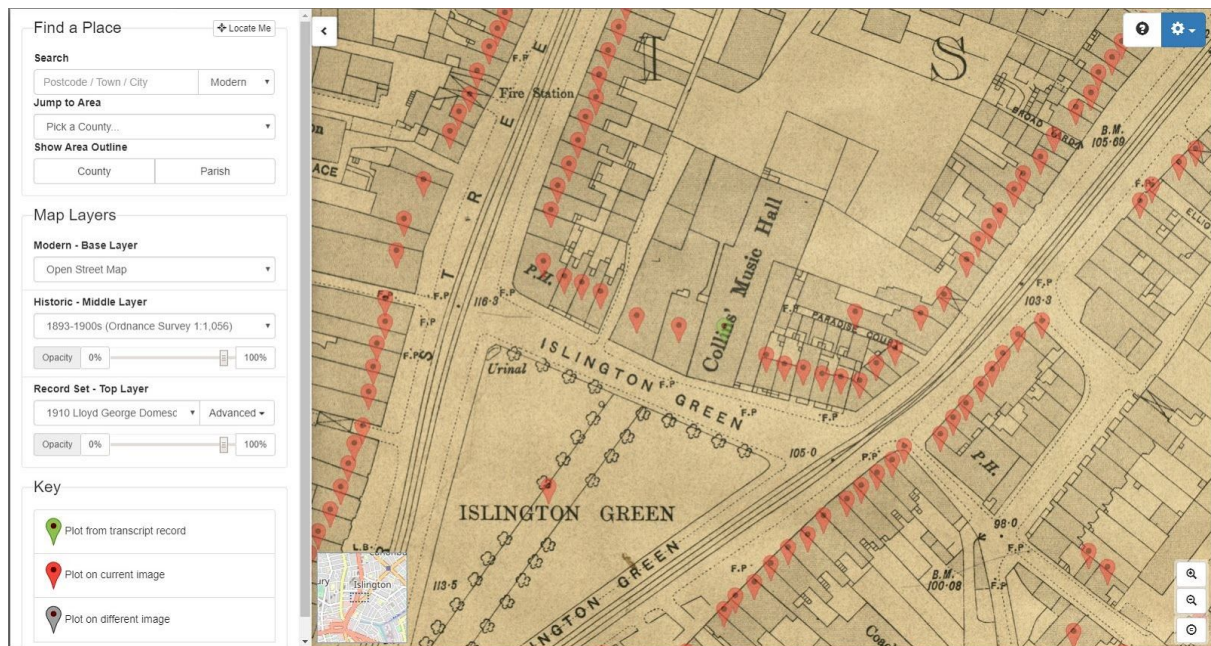 Find a Place
Locate Me
Search
Postcode / Town / City
Modern
Jump to Area
Pick a County...
Show Area Outline
County
Parish
Map Layers
Modern - Base Layer
Open Street Map
Historic - Middle Layer
1893-1900s (Ordnance Survey 1:1,056)
Opacity
0%
100%
Record Set - Top Layer
1910 Lloyd George Domesc
Advanced
Opacity
0%
100%
Key
Plot from transcript record
Plot on current image
Plot on different image
I
S
F.P
Fire Station
STREE
ACE
BROAD YARD
B.M.
105·69
F.P
P.H.
Collins' Music Hall
F.P
116·3
F.P
F.P
F.P
103·3
F.P
PARADISE COURT
Urinal
ISLINGTON GREEN
F.P
F.P
105·0
F.P
P.H.
ISLINGTON GREEN
98·0
F.P
L.B.
113·5
F.P
B.M.
100·08
F.P
ISLINGTON GREEN
Islington